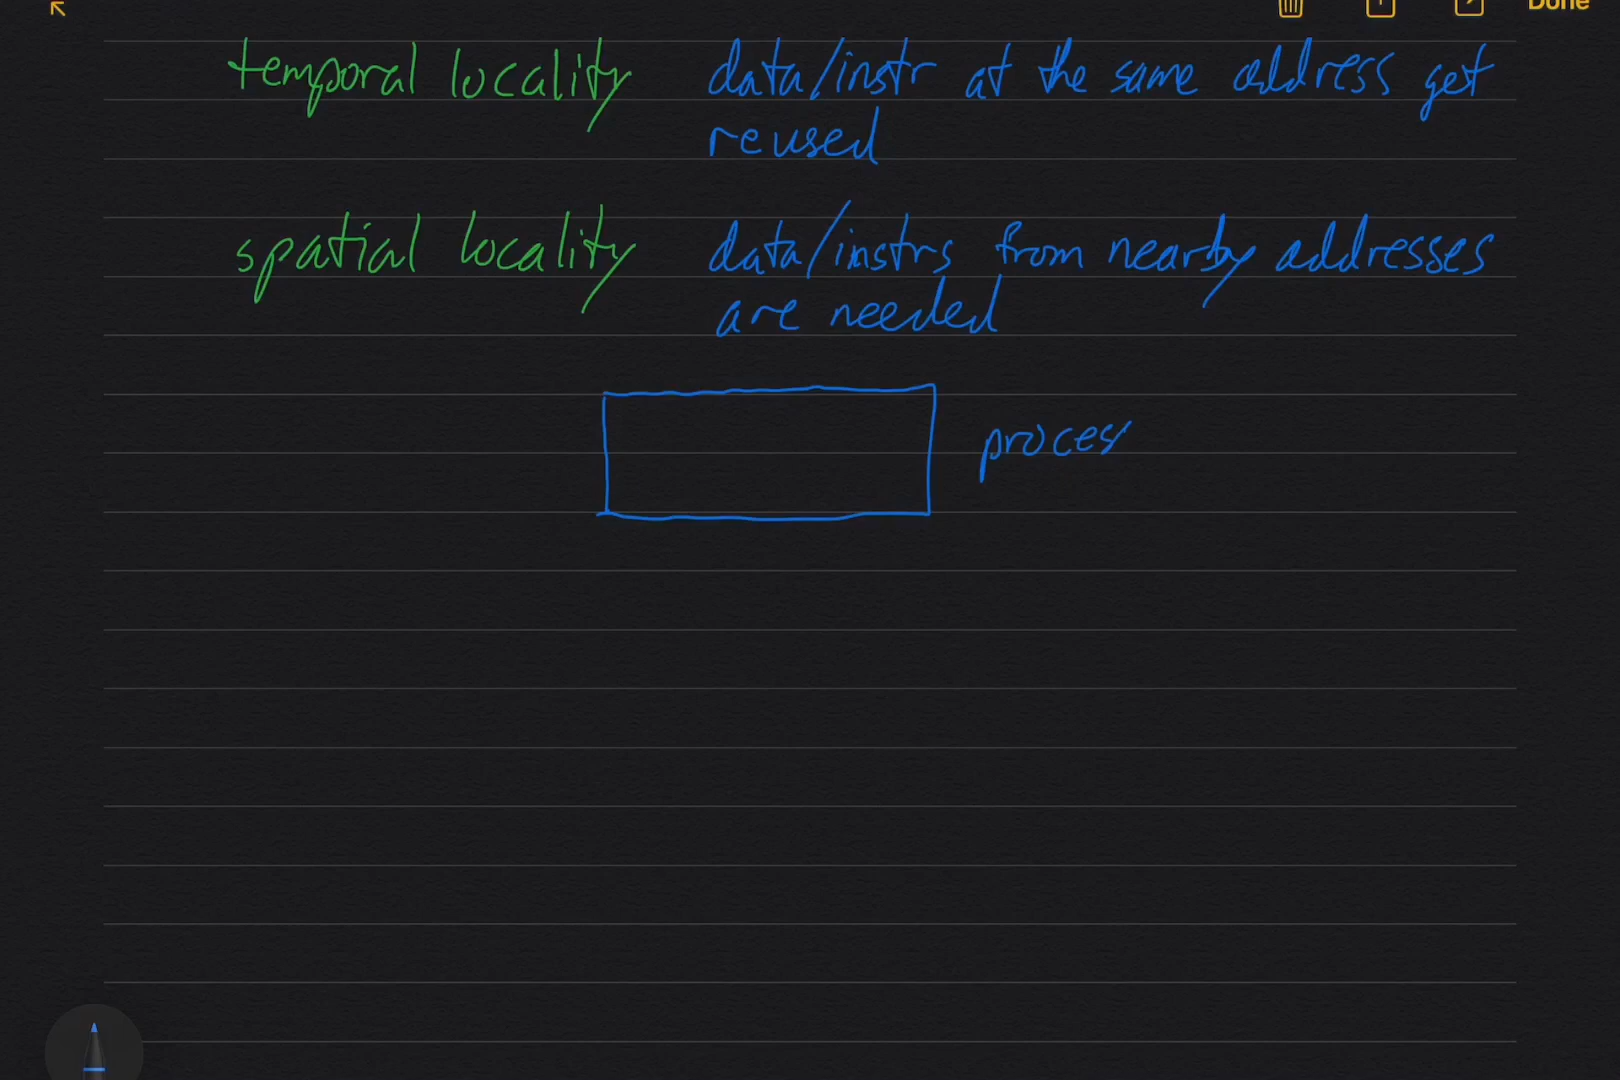 Done
temporal locality data/instr at the same address get
reused
spatial locality data/instrs from nearby addresses
are needed
proces